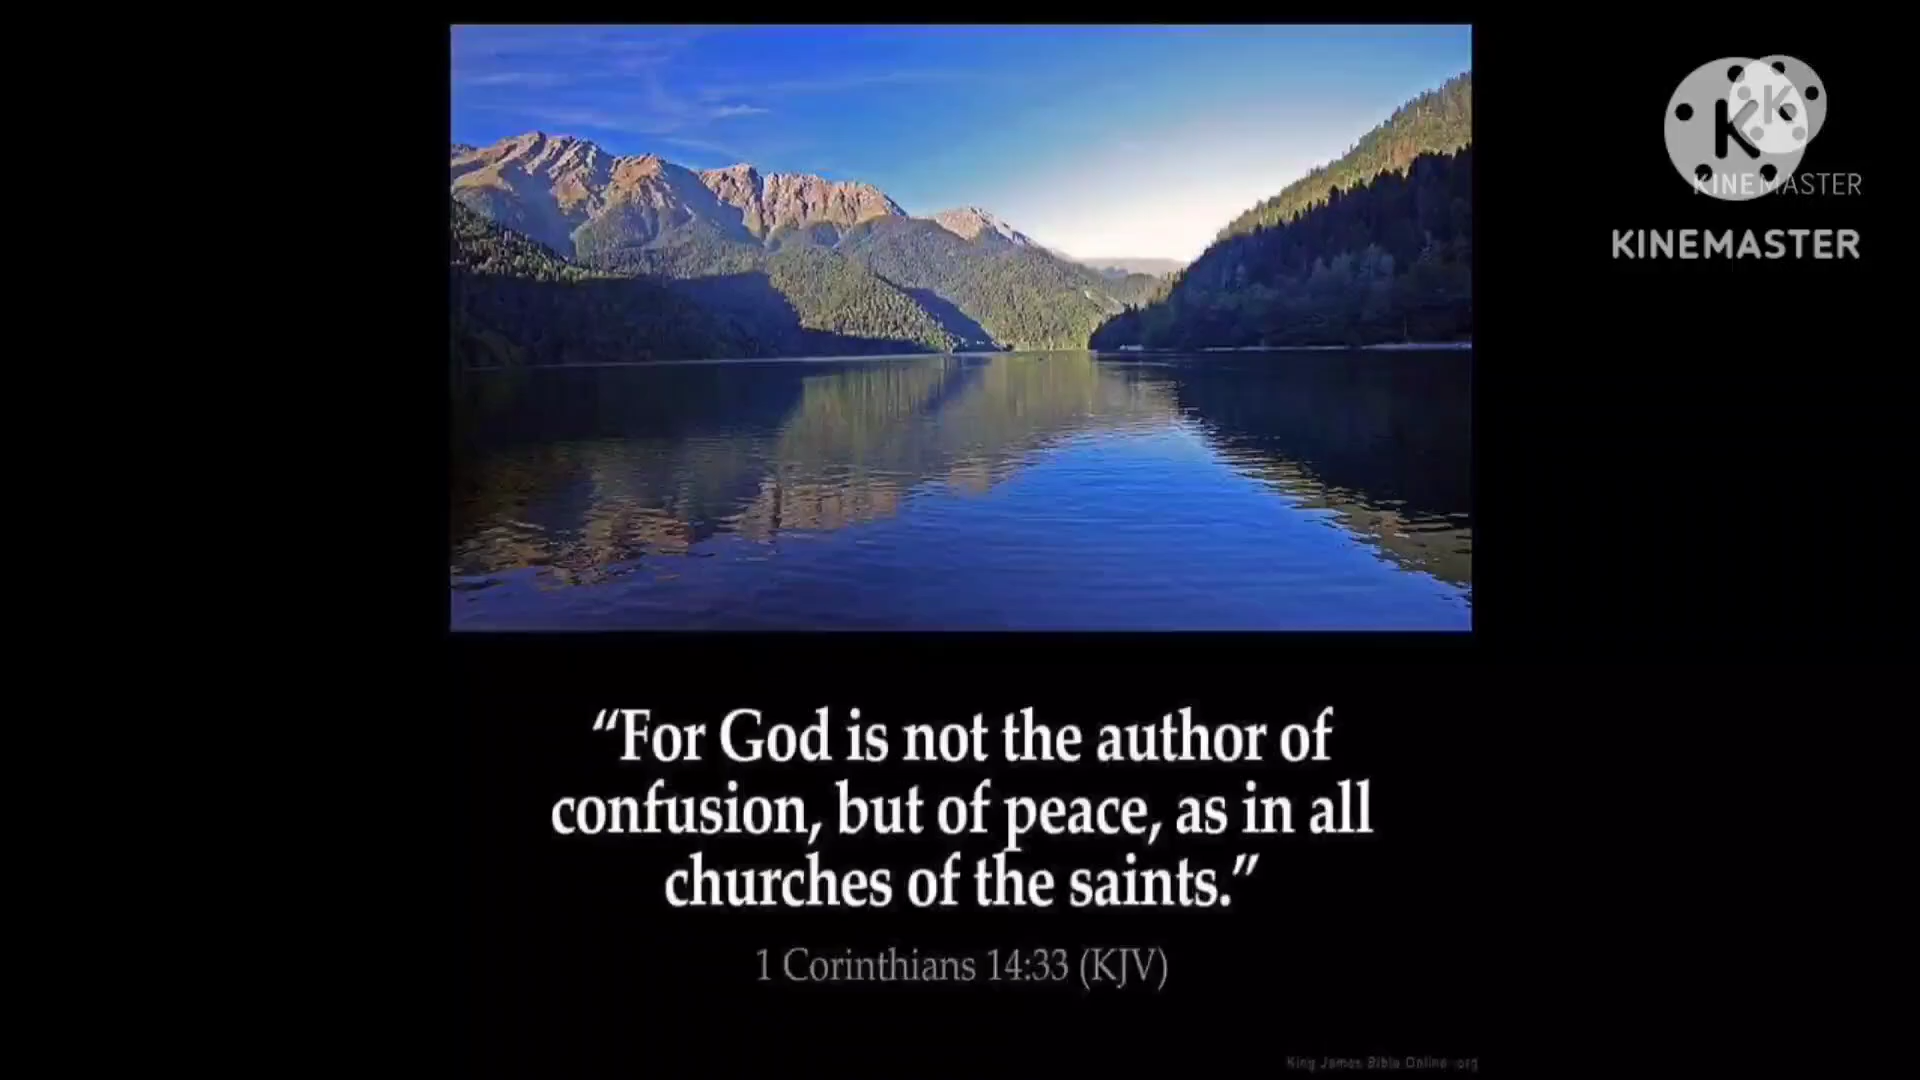 K
K
KINEMASTER
KINEMASTER
“For God is not the author of
confusion, but of peace, as in all
churches of the saints.”
1 Corinthians 14:33 (KJV)
King James Bible Online .org